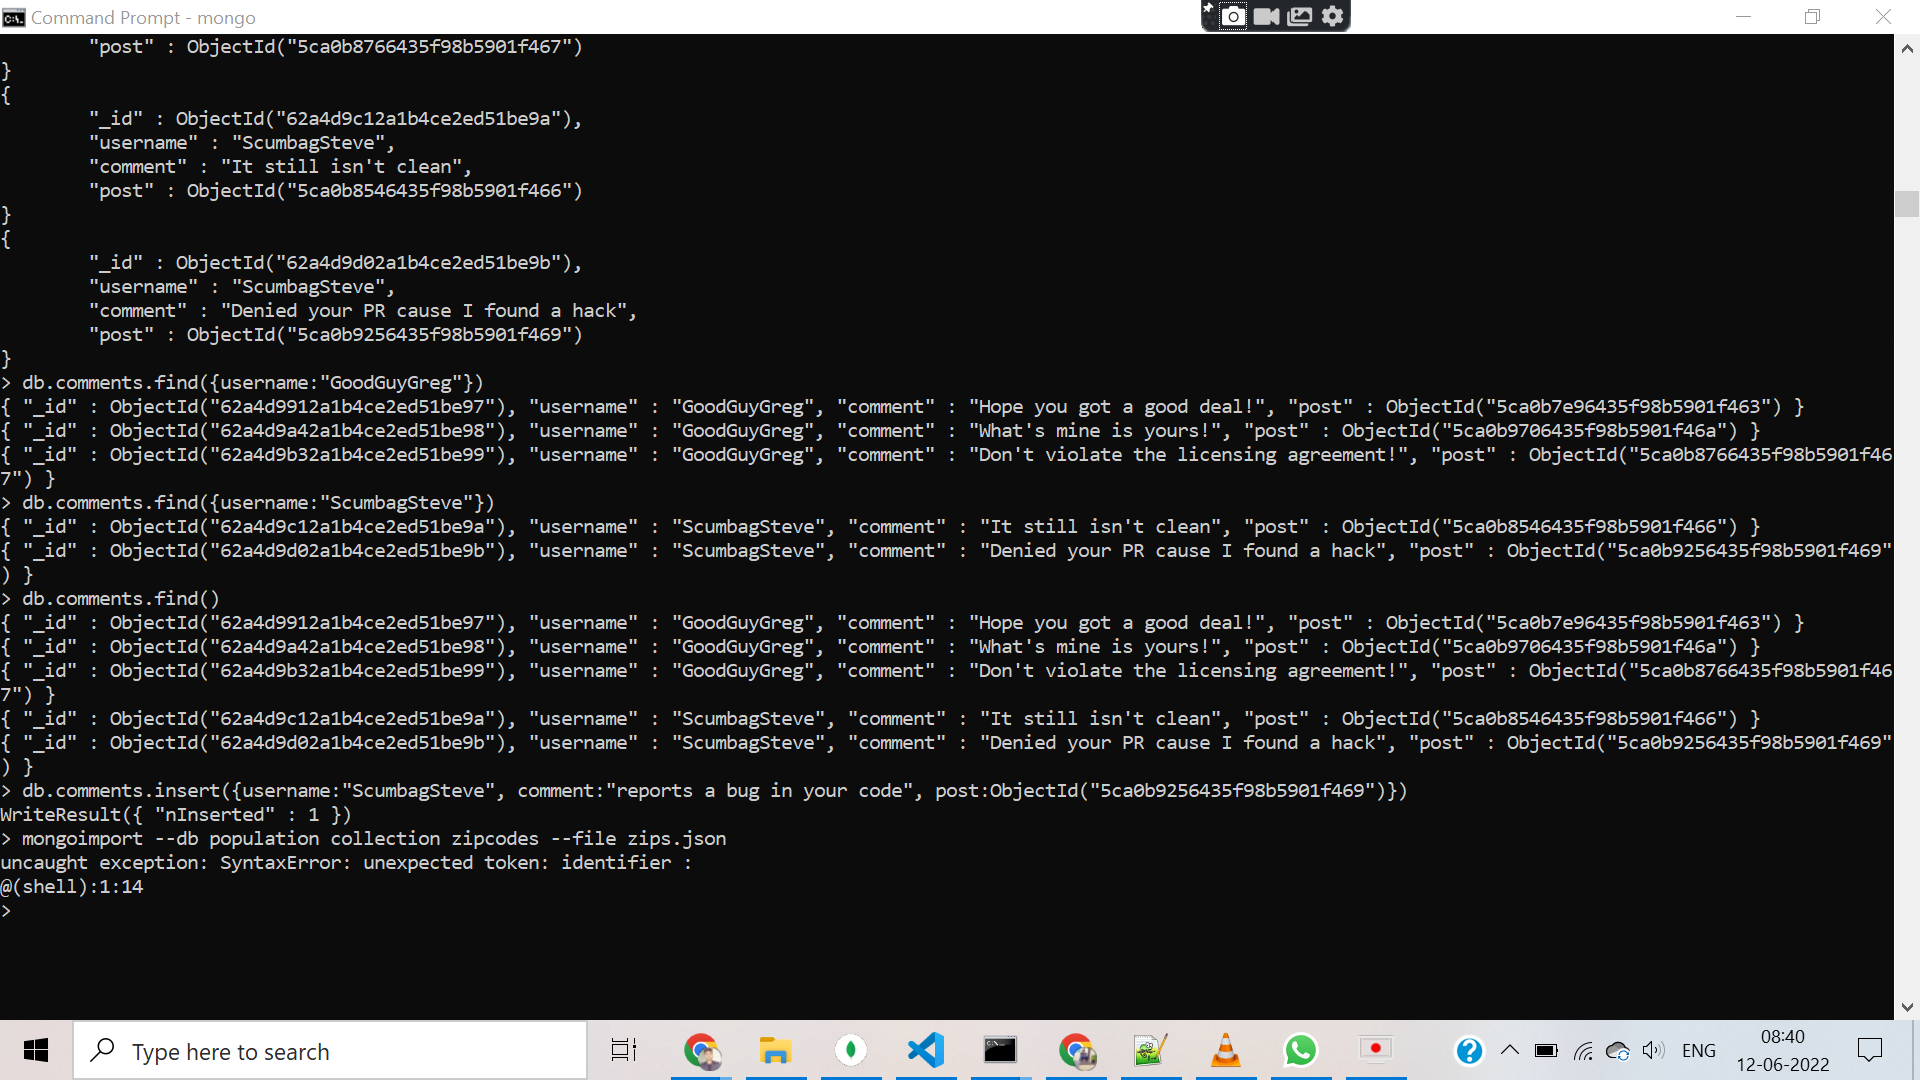 Command Prompt - mongo
"post" : ObjectId("5ca0b8766435f98b5901f467")
}
{
"_id" : ObjectId("62a4d9c12a1b4ce2ed51be9a"),
"username" : "ScumbagSteve",
"comment" : "It still isn't clean",
"post" : ObjectId("5ca0b8546435f98b5901f466")
}
{
"_id" : ObjectId("62a4d9d02a1b4ce2ed51be9b"),
"username" : "ScumbagSteve",
"comment" : "Denied your PR cause I found a hack",
"post" : ObjectId("5ca0b9256435f98b5901f469")
}
> db.comments.find({username:"GoodGuyGreg"})
{ "_id" : ObjectId("62a4d9912a1b4ce2ed51be97"), "username" : "GoodGuyGreg", "comment" : "Hope you got a good deal!", "post" : ObjectId("5ca0b7e96435f98b5901f463") }
{ "_id" : ObjectId("62a4d9a42a1b4ce2ed51be98"), "username" : "GoodGuyGreg", "comment" : "What's mine is yours!", "post" : ObjectId("5ca0b9706435f98b5901f46a") }
{ "_id" : ObjectId("62a4d9b32a1b4ce2ed51be99"), "username" : "GoodGuyGreg", "comment" : "Don't violate the licensing agreement!", "post" : ObjectId("5ca0b8766435f98b5901f46
7") }
> db.comments.find({username:"ScumbagSteve"})
{ "_id" : ObjectId("62a4d9c12a1b4ce2ed51be9a"), "username" : "ScumbagSteve", "comment" : "It still isn't clean", "post" : ObjectId("5ca0b8546435f98b5901f466") }
{ "_id" : ObjectId("62a4d9d02a1b4ce2ed51be9b"), "username" : "ScumbagSteve", "comment" : "Denied your PR cause I found a hack", "post" : ObjectId("5ca0b9256435f98b5901f469"
) }
> db.comments.find()
{ "_id" : ObjectId("62a4d9912a1b4ce2ed51be97"), "username" : "GoodGuyGreg", "comment" : "Hope you got a good deal!", "post" : ObjectId("5ca0b7e96435f98b5901f463") }
{ "_id" : ObjectId("62a4d9a42a1b4ce2ed51be98"), "username" : "GoodGuyGreg", "comment" : "What's mine is yours!", "post" : ObjectId("5ca0b9706435f98b5901f46a") }
{ "_id" : ObjectId("62a4d9b32a1b4ce2ed51be99"), "username" : "GoodGuyGreg", "comment" : "Don't violate the licensing agreement!", "post" : ObjectId("5ca0b8766435f98b5901f46
7") }
{ "_id" : ObjectId("62a4d9c12a1b4ce2ed51be9a"), "username" : "ScumbagSteve", "comment" : "It still isn't clean", "post" : ObjectId("5ca0b8546435f98b5901f466") }
{ "_id" : ObjectId("62a4d9d02a1b4ce2ed51be9b"), "username" : "ScumbagSteve", "comment" : "Denied your PR cause I found a hack", "post" : ObjectId("5ca0b9256435f98b5901f469"
) }
> db.comments.insert({username:"ScumbagSteve", comment:"reports a bug in your code", post:ObjectId("5ca0b9256435f98b5901f469")})
WriteResult({ "nInserted" : 1 })
> mongoimport --db population collection zipcodes --file zips.json
uncaught exception: SyntaxError: unexpected token: identifier :
@(shell):1:14
>
Type here to search
ENG
08:40
12-06-2022